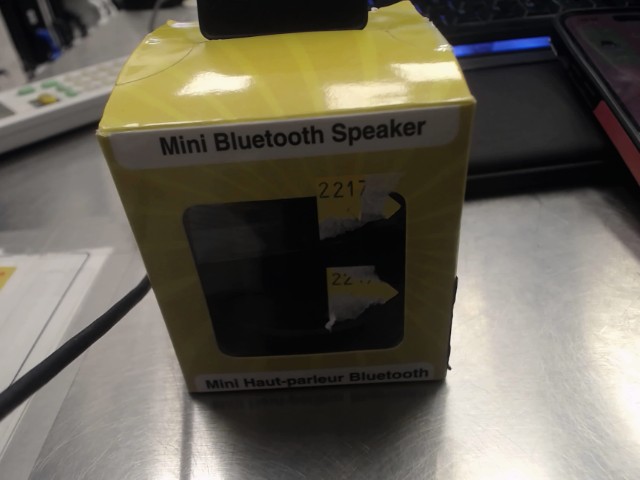 Mini Bluetooth Speaker
2217
22
Mini Haut-parleur Bluetooth